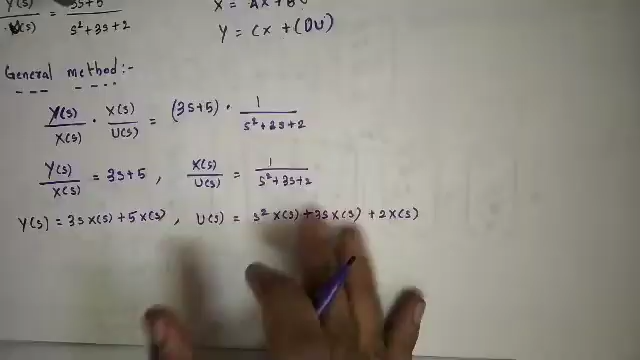 Y(s)/U(s) = 3s+5/s²+3s+2
X = AX+BU
Y = CX+(DU)
General method:-
Y(s)/X(s) · X(s)/U(s) = (3s+5) · 1/s²+3s+2
Y(s)/X(s) = 3s+5 , X(s)/U(s) = 1/s²+3s+2
Y(s) = 3sX(s)+5X(s) , U(s) = s²X(s)+3sX(s)+2X(s)